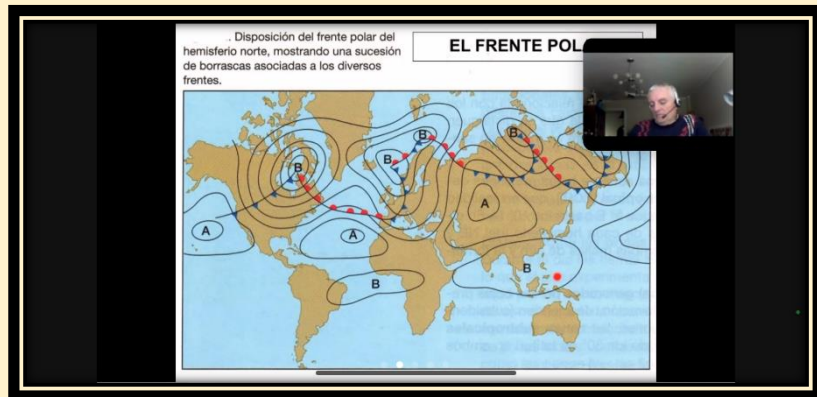 . Disposición del frente polar del
hemisferio norte, mostrando una sucesión
de borrascas asociadas a los diversos
frentes.
EL FRENTE POL
B
B
B
B
A
A
A
B
B